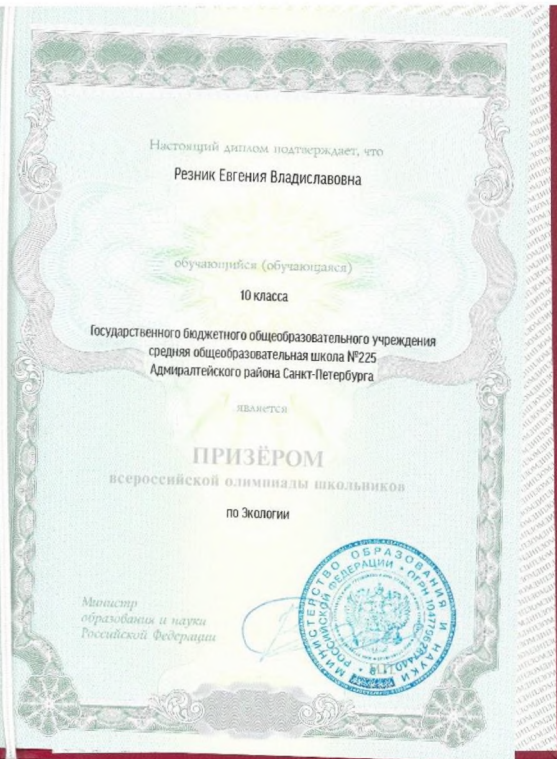 Настоящий диплом подтверждает, что
Резник Евгения Владиславовна
обучающийся (обучающаяся)
10 класса
Государственного бюджетного общеобразовательного учреждения
средняя общеобразовательная школа №225
Адмиралтейского района Санкт-Петербурга
является
ПРИЗЁРОМ
всероссийской олимпиады школьников
по Экологии
Министр
образования и науки
Российской Федерации
МИНИСТЕРСТВО ОБРАЗОВАНИЯ И НАУКИ
РОССИЙСКОЙ ФЕДЕРАЦИИ